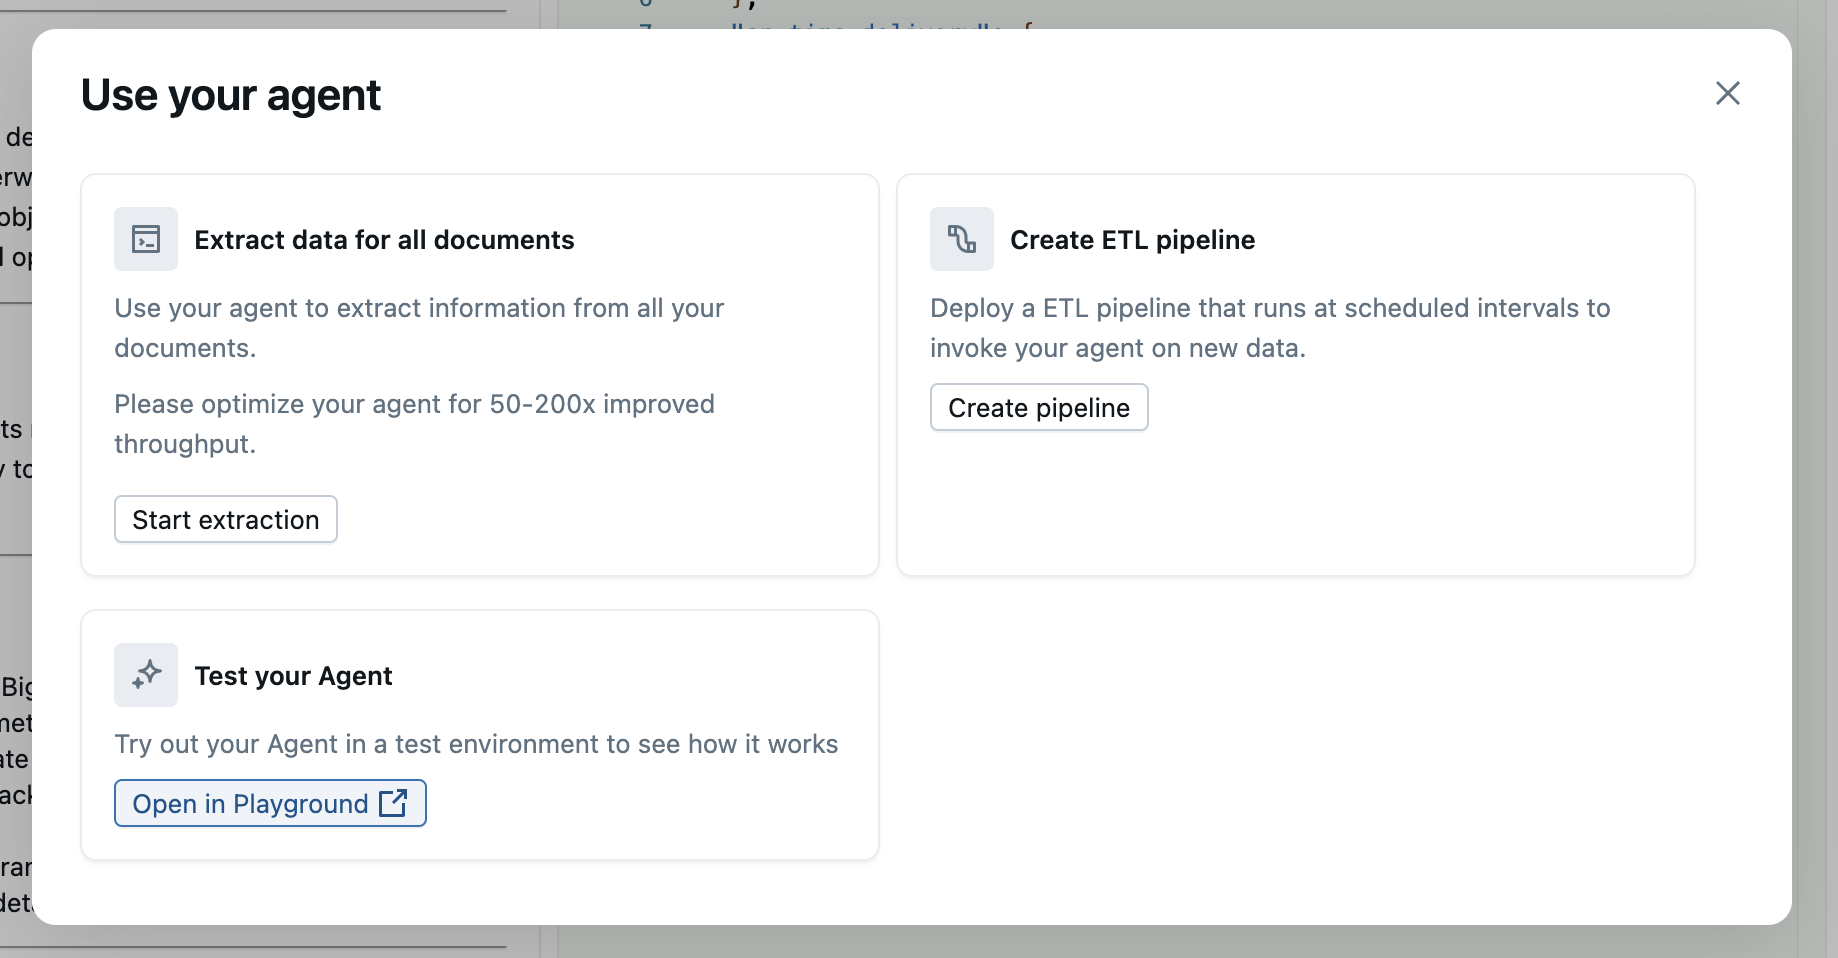 Use your agent
Extract data for all documents
Use your agent to extract information from all your
documents.
Please optimize your agent for 50-200x improved
throughput.
Start extraction
Create ETL pipeline
Deploy a ETL pipeline that runs at scheduled intervals to
invoke your agent on new data.
Create pipeline
Test your Agent
Try out your Agent in a test environment to see how it works
Open in Playground